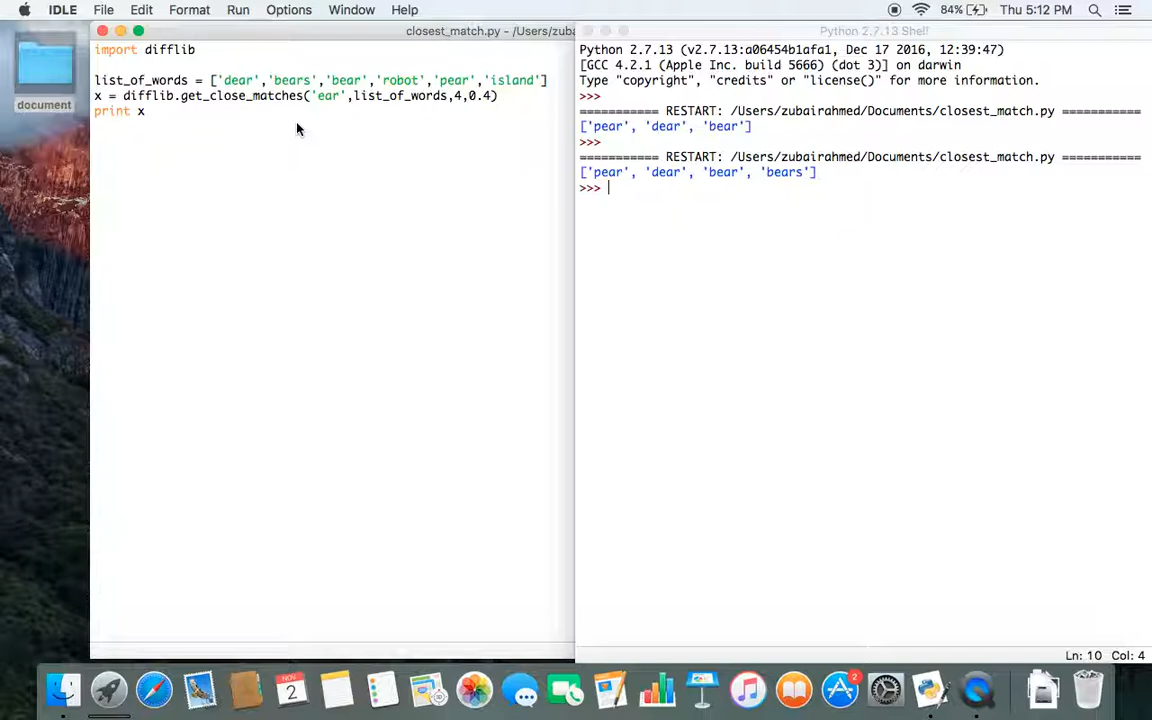 IDLE File Edit Format Run Options Window Help 84% Thu 5:12 PM
document
closest_match.py - /Users/zuba
import difflib
list_of_words = ['dear','bears','bear','robot','pear','island']
x = difflib.get_close_matches('ear',list_of_words,4,0.4)
print x
Python 2.7.13 Shell
Python 2.7.13 (v2.7.13:a06454b1afa1, Dec 17 2016, 12:39:47)
[GCC 4.2.1 (Apple Inc. build 5666) (dot 3)] on darwin
Type "copyright", "credits" or "license()" for more information.
>>>
=========== RESTART: /Users/zubairahmed/Documents/closest_match.py ===========
['pear', 'dear', 'bear']
>>>
=========== RESTART: /Users/zubairahmed/Documents/closest_match.py ===========
['pear', 'dear', 'bear', 'bears']
>>>
Ln: 10 Col: 4
NOV
2
2